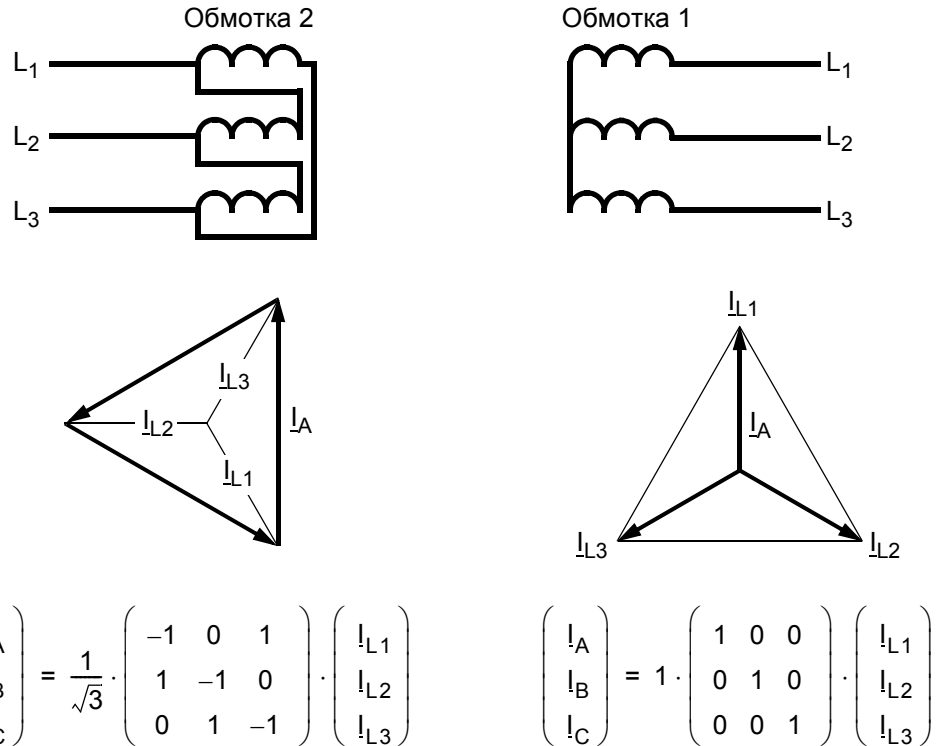 Обмотка 2
L1
L2
L3
Обмотка 1
L1
L2
L3
IL3
IL2
IA
IL1
IL1
IA
IL3
IL2
= 1/√3 · ( −1 0 1 ) · ( IL1 )
1 −1 0 IL2
0 1 −1 IL3
IA = 1 · ( 1 0 0 ) · ( IL1 )
IB 0 1 0 IL2
IC 0 0 1 IL3